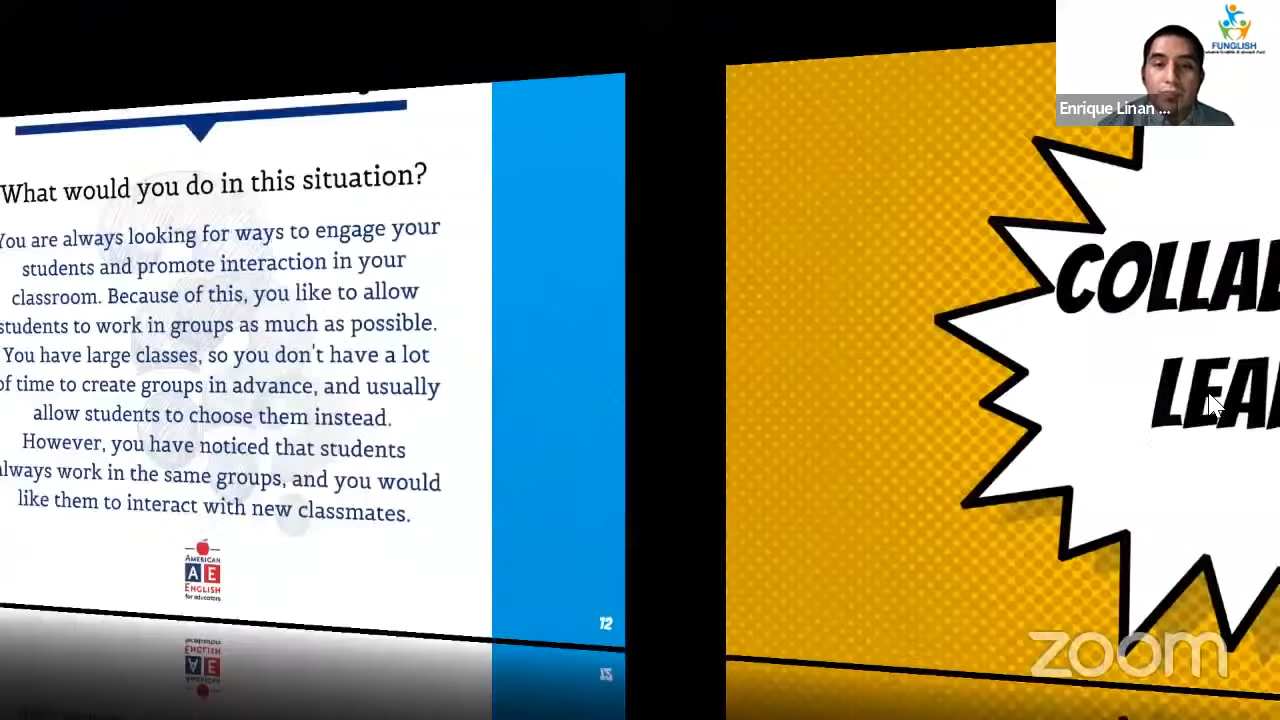 What would you do in this situation?
You are always looking for ways to engage your
students and promote interaction in your
classroom. Because of this, you like to allow
students to work in groups as much as possible.
You have large classes, so you don't have a lot
of time to create groups in advance, and usually
allow students to choose them instead.
However, you have noticed that students
always work in the same groups, and you would
like them to interact with new classmates.
AMERICAN
AE
ENGLISH
for educators
12
COLLAB
LEA
FUNGLISH
Enrique Linan ...
zoom